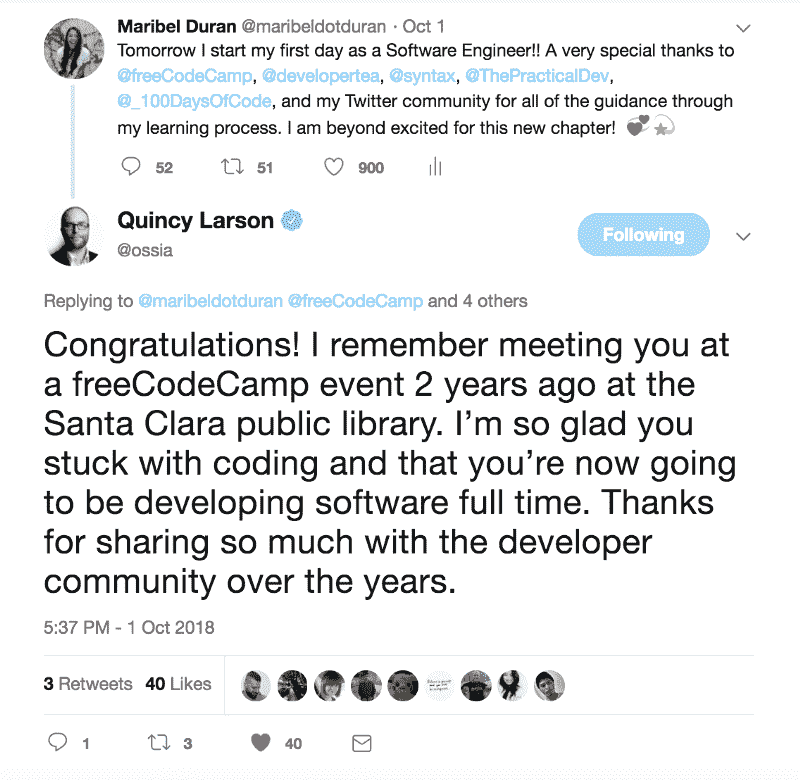 Maribel Duran @maribeldotduran · Oct 1
Tomorrow I start my first day as a Software Engineer!! A very special thanks to
@freeCodeCamp, @developertea, @syntax, @ThePracticalDev,
@_100DaysOfCode, and my Twitter community for all of the guidance through
my learning process. I am beyond excited for this new chapter!
52 51 900
Quincy Larson
@ossia
Following
Replying to @maribeldotduran @freeCodeCamp and 4 others
Congratulations! I remember meeting you at
a freeCodeCamp event 2 years ago at the
Santa Clara public library. I’m so glad you
stuck with coding and that you’re now going
to be developing software full time. Thanks
for sharing so much with the developer
community over the years.
5:37 PM - 1 Oct 2018
3 Retweets 40 Likes
1 3 40